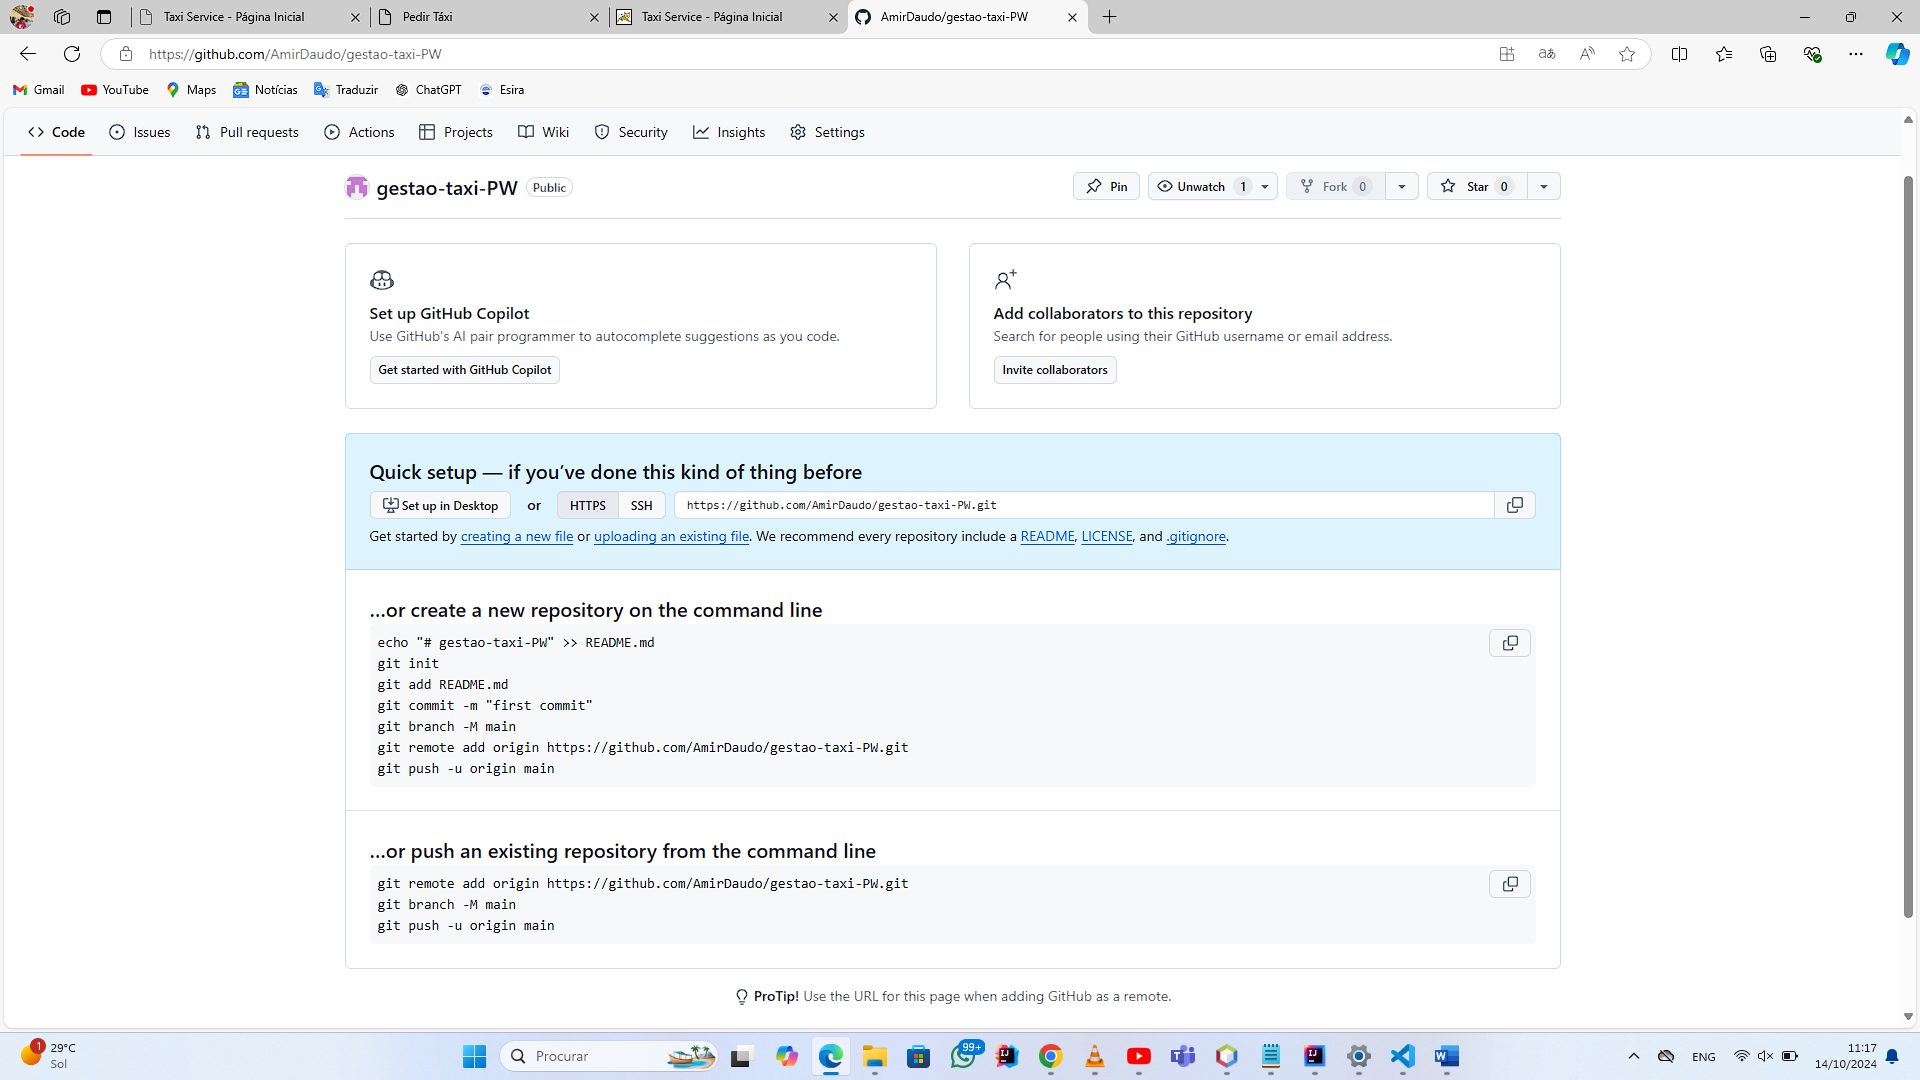 Taxi Service - Página Inicial
Pedir Táxi
Taxi Service - Página Inicial
AmirDaudo/gestao-taxi-PW
https://github.com/AmirDaudo/gestao-taxi-PW
Gmail
YouTube
Maps
Notícias
Traduzir
ChatGPT
Esira
Code
Issues
Pull requests
Actions
Projects
Wiki
Security
Insights
Settings
gestao-taxi-PW
Public
Pin
Unwatch 1
Fork 0
Star 0
Set up GitHub Copilot
Use GitHub's AI pair programmer to autocomplete suggestions as you code.
Get started with GitHub Copilot
Add collaborators to this repository
Search for people using their GitHub username or email address.
Invite collaborators
Quick setup — if you’ve done this kind of thing before
Set up in Desktop
or
HTTPS
SSH
https://github.com/AmirDaudo/gestao-taxi-PW.git
Get started by creating a new file or uploading an existing file. We recommend every repository include a README, LICENSE, and .gitignore.
…or create a new repository on the command line
echo "# gestao-taxi-PW" >> README.md
git init
git add README.md
git commit -m "first commit"
git branch -M main
git remote add origin https://github.com/AmirDaudo/gestao-taxi-PW.git
git push -u origin main
…or push an existing repository from the command line
git remote add origin https://github.com/AmirDaudo/gestao-taxi-PW.git
git branch -M main
git push -u origin main
ProTip! Use the URL for this page when adding GitHub as a remote.
1
29°C
Sol
Procurar
99+
ENG
11:17
14/10/2024